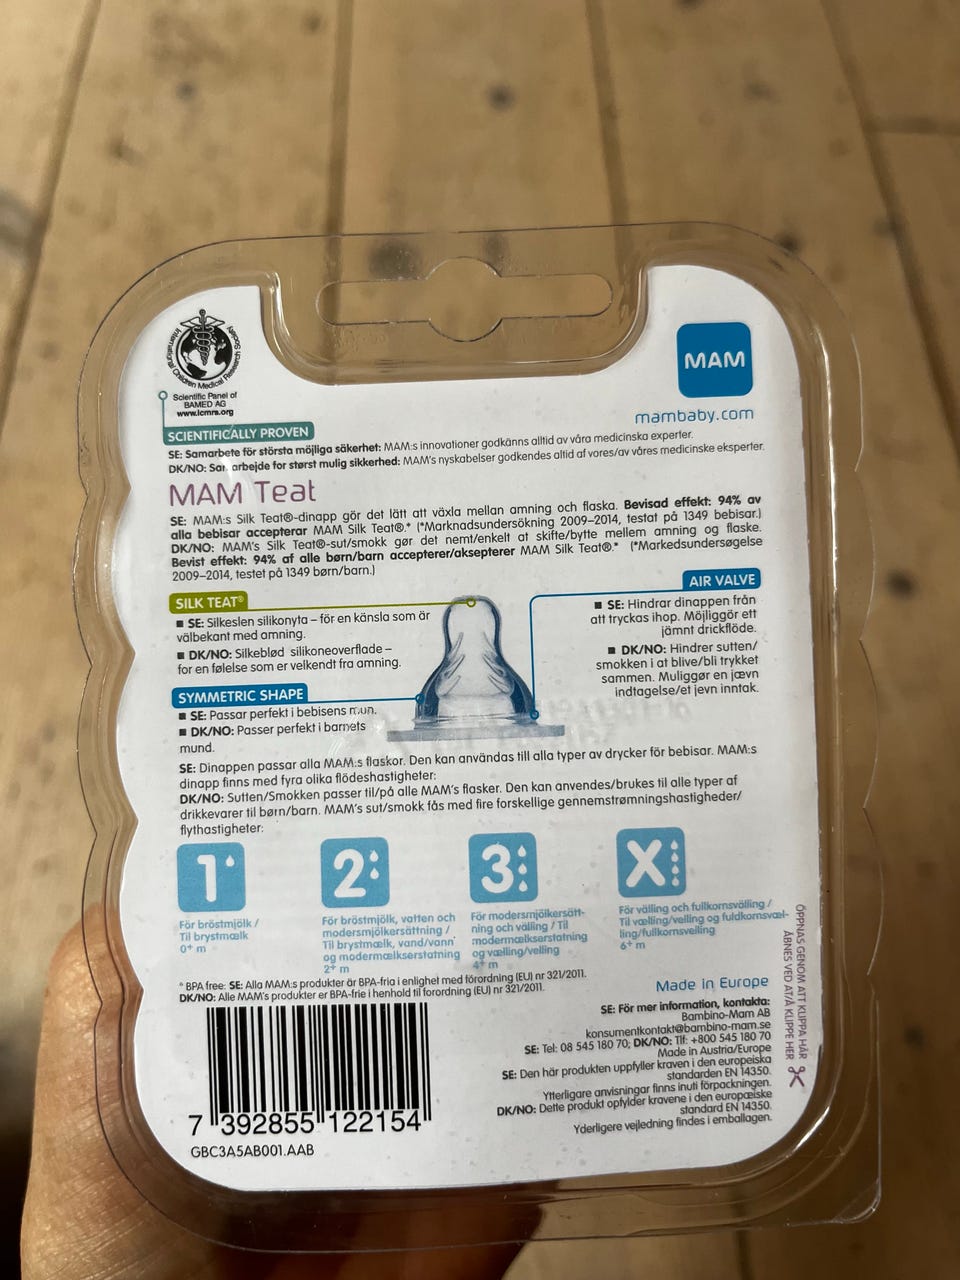 International Children Medical Research Society
Scientific Panel of
BAMED AG
www.icmrs.org
MAM
mambaby.com
SCIENTIFICALLY PROVEN
SE: Samarbete för största möjliga säkerhet: MAM:s innovationer godkänns alltid av våra medicinska experter.
DK/NO: Samarbejde for størst mulig sikkerhed: MAM's nyskabelser godkendes altid af vores/av våres medicinske eksperter.
MAM Teat
SE: MAM:s Silk Teat®-dinapp gör det lätt att växla mellan amning och flaska. Bevisad effekt: 94% av
alla bebisar accepterar MAM Silk Teat®.* (*Marknadsundersökning 2009–2014, testat på 1349 bebisar.)
DK/NO: MAM's Silk Teat®-sut/smokk gør det nemt/enkelt at skifte/bytte mellem amning og flaske.
Bevist effekt: 94% af alle børn/barn accepterer/aksepterer MAM Silk Teat®.* (*Markedsundersøgelse
2009–2014, testet på 1349 børn/barn.)
SILK TEAT®
■ SE: Silkeslen silikonyta – för en känsla som är
välbekant med amning.
■ DK/NO: Silkeblød silikoneoverflade –
for en følelse som er velkendt fra amning.
SYMMETRIC SHAPE
■ SE: Passar perfekt i bebisens mun.
■ DK/NO: Passer perfekt i barnets
mund.
AIR VALVE
■ SE: Hindrar dinappen från
att tryckas ihop. Möjliggör ett
jämnt drickflöde.
■ DK/NO: Hindrer sutten/
smokken i at blive/bli trykket
sammen. Muliggør en jævn
indtagelse/et jevn inntak.
SE: Dinappen passar alla MAM:s flaskor. Den kan användas till alla typer av drycker för bebisar. MAM:s
dinapp finns med fyra olika flödeshastigheter:
DK/NO: Sutten/Smokken passer til/på alle MAM's flasker. Den kan anvendes/brukes til alle typer af
drikkevarer til børn/barn. MAM's sut/smokk fås med fire forskellige gennemstrømningshastigheder/
flythastigheter:
1
För bröstmjölk /
Til brystmælk
0+ m
2
För bröstmjölk, vatten och
modersmjölkersättning /
Til brystmælk, vand/vann
og modermælkserstatning
2+ m
3
För modersmjölkersätt-
ning och välling / Til
modermælkserstatning
og vælling/velling
4+ m
X
För välling och fullkornsvälling /
Til vælling/velling og fuldkornsvæl-
ling/fullkornsvelling
6+ m
ÖPPNAS GENOM ATT KLIPPA HÄR
ÅBNES VED AT/Å KLIPPE HER
* BPA free: SE: Alla MAM:s produkter är BPA-fria i enlighet med förordning (EU) nr 321/2011.
DK/NO: Alle MAM's produkter er BPA-frie i henhold til forordning (EU) nr 321/2011.
Made in Europe
SE: För mer information, kontakta:
Bambino-Mam AB
konsumentkontakt@bambino-mam.se
SE: Tel: 08 545 180 70; DK/NO: Tlf: +800 545 180 70
Made in Austria/Europe
SE: Den här produkten uppfyller kraven i den europeiska
standarden EN 14350.
Ytterligare anvisningar finns inuti förpackningen.
DK/NO: Dette produkt opfylder kravene i den europæiske
standard EN 14350.
Yderligere vejledning findes i emballagen.
7 392855 122154
GBC3A5AB001.AAB